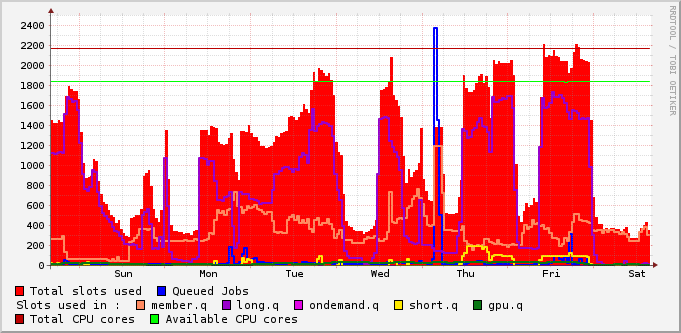 2400
2200
2000
1800
1600
1400
1200
1000
800
600
400
200
0
Sun Mon Tue Wed Thu Fri Sat
RRDTOOL / TOBI OETIKER
Total slots used Queued Jobs
Slots used in : member.q long.q ondemand.q short.q gpu.q
Total CPU cores Available CPU cores